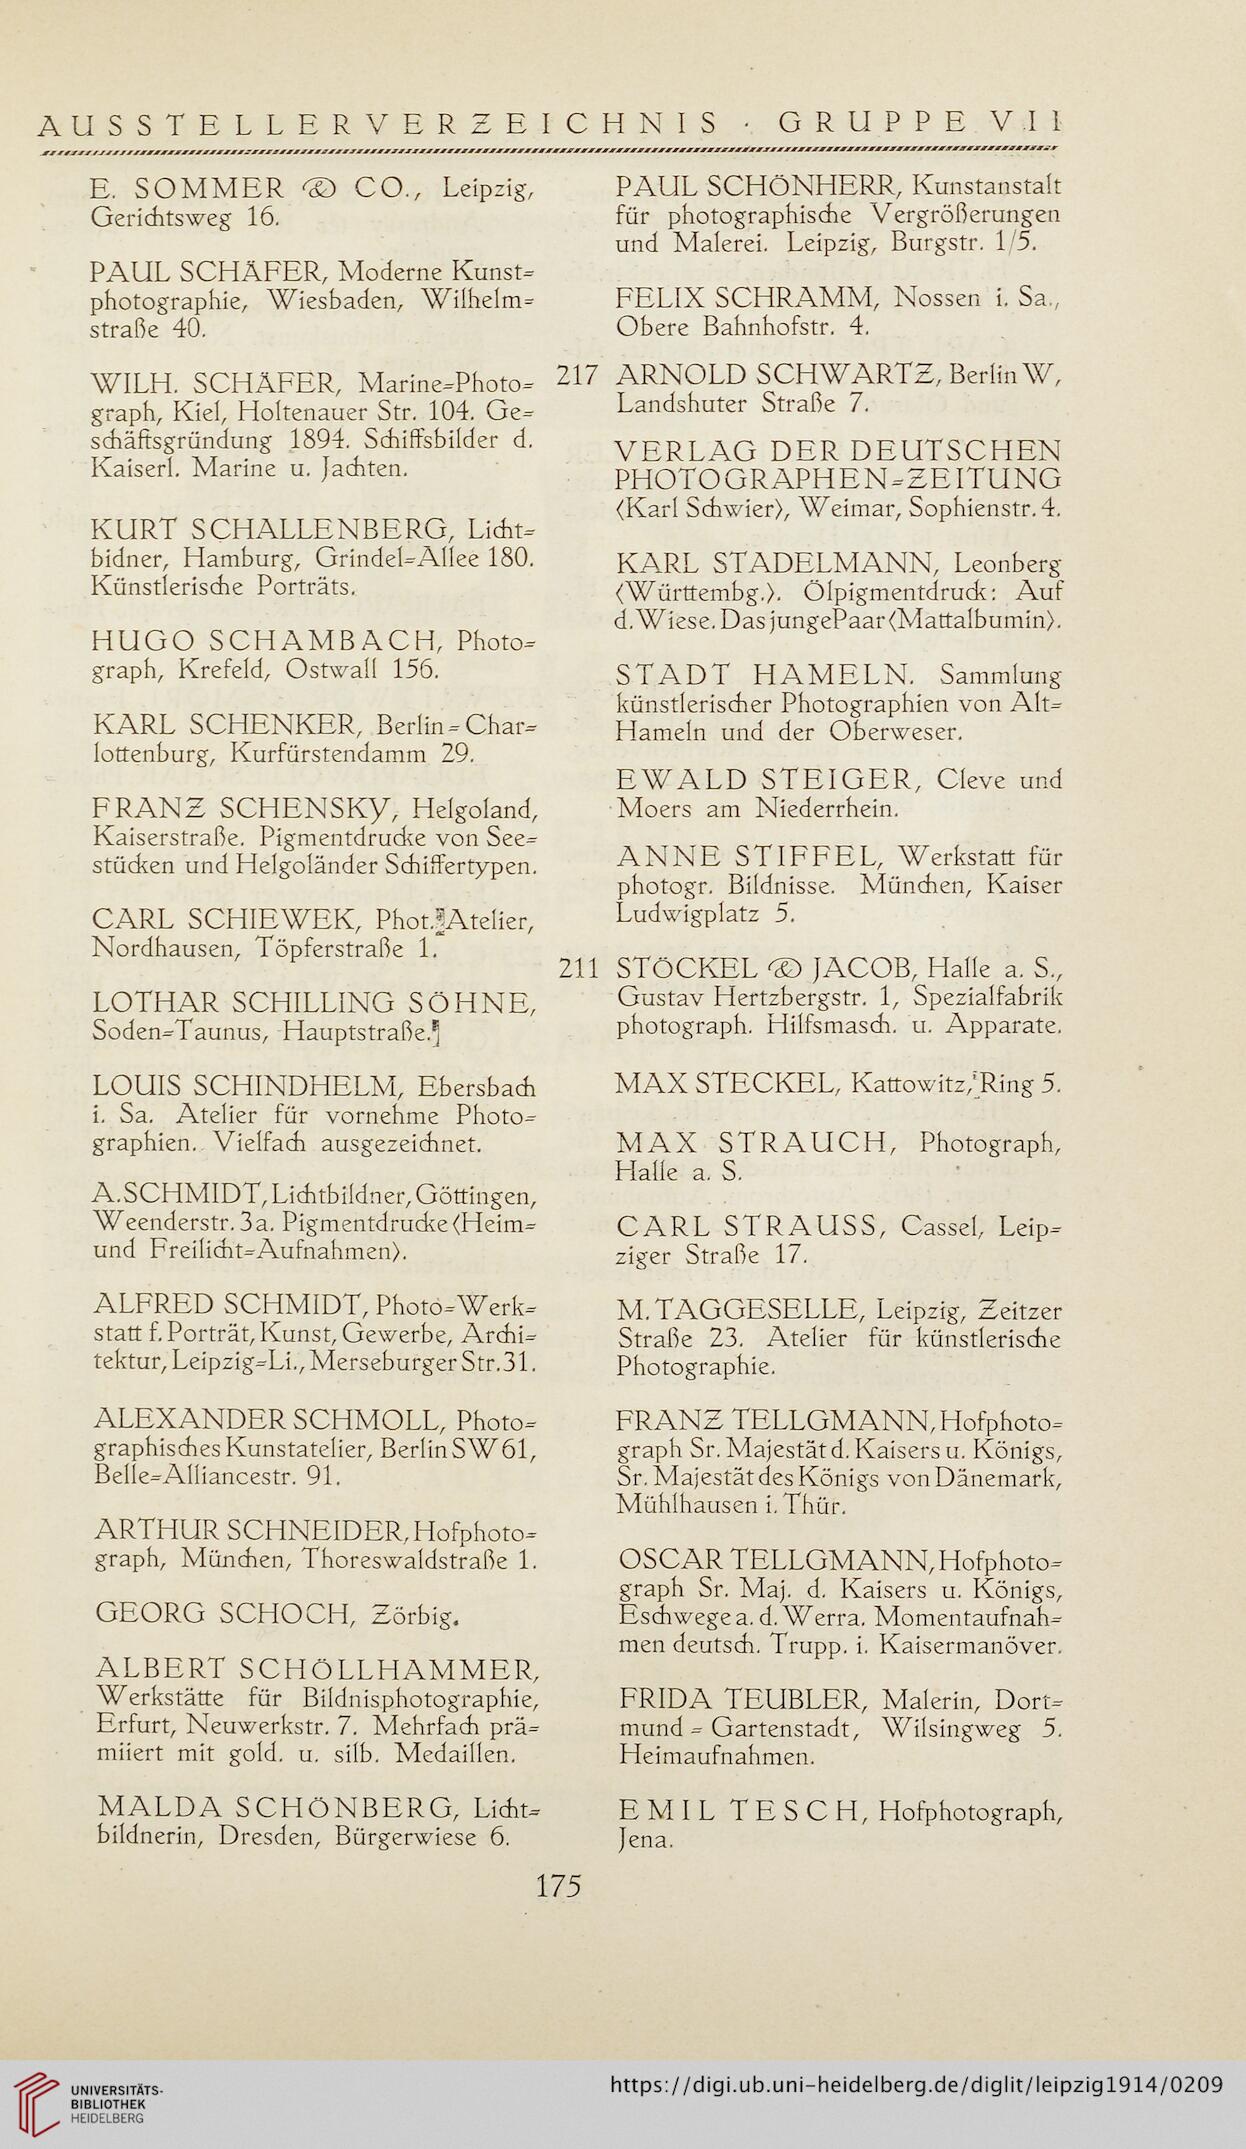 AUSSTELLERVERZEICHNIS · GRUPPE VII
E. SOMMER & CO., Leipzig,
Gerichtsweg 16.
PAUL SCHÄFER, Moderne Kunst-
photographie, Wiesbaden, Wilhelm-
straße 40.
WILH. SCHÄFER, Marine-Photo-
graph, Kiel, Holtenauer Str. 104. Ge-
schäftsgründung 1894. Schiffsbilder d.
Kaiserl. Marine u. Jachten.
KURT SCHALLENBERG, Licht-
bidner, Hamburg, Grindel-Allee 180.
Künstlerische Porträts.
HUGO SCHAMBACH, Photo-
graph, Krefeld, Ostwall 156.
KARL SCHENKER, Berlin-Char-
lottenburg, Kurfürstendamm 29.
FRANZ SCHENSKY, Helgoland,
Kaiserstraße. Pigmentdrucke von See-
stücken und Helgoländer Schiffertypen.
CARL SCHIEWEK, Phot. Atelier,
Nordhausen, Töpferstraße 1.
LOTHAR SCHILLING SÖHNE,
Soden-Taunus, Hauptstraße.
LOUIS SCHINDHELM, Ebersbach
i. Sa. Atelier für vornehme Photo-
graphien. Vielfach ausgezeichnet.
A. SCHMIDT, Lichtbildner, Göttingen,
Weenderstr. 3a. Pigmentdrucke (Heim-
und Freilicht-Aufnahmen).
ALFRED SCHMIDT, Photo-Werk-
statt f. Porträt, Kunst, Gewerbe, Archi-
tektur, Leipzig-Li., Merseburger Str. 31.
ALEXANDER SCHMOLL, Photo-
graphisches Kunstatelier, Berlin SW 61,
Belle-Alliancestr. 91.
ARTHUR SCHNEIDER, Hofphoto-
graph, München, Thoreswaldstraße 1.
GEORG SCHOCH, Zörbig.
ALBERT SCHÖLLHAMMER,
Werkstätte für Bildnisphotographie,
Erfurt, Neuwerkstr. 7. Mehrfach prä-
miiert mit gold. u. silb. Medaillen.
MALDA SCHÖNBERG, Licht-
bildnerin, Dresden, Bürgerwiese 6.
PAUL SCHÖNHERR, Kunstanstalt
für photographische Vergrößerungen
und Malerei. Leipzig, Burgstr. 1/5.
FELIX SCHRAMM, Nossen i. Sa.,
Obere Bahnhofstr. 4.
217 ARNOLD SCHWARTZ, Berlin W,
Landshuter Straße 7.
VERLAG DER DEUTSCHEN
PHOTOGRAPHEN-ZEITUNG
(Karl Schwier), Weimar, Sophienstr. 4.
KARL STADELMANN, Leonberg
(Württembg.). Ölpigmentdruck: Auf
d. Wiese. Das junge Paar (Mattalbumin).
STADT HAMELN. Sammlung
künstlerischer Photographien von Alt-
Hameln und der Oberweser.
EWALD STEIGER, Cleve und
Moers am Niederrhein.
ANNE STIFFEL, Werkstatt für
photogr. Bildnisse. München, Kaiser
Ludwigplatz 5.
211 STÖCKEL & JACOB, Halle a. S.,
Gustav Hertzbergstr. 1, Spezialfabrik
photograph. Hilfsmasch. u. Apparate.
MAX STECKEL, Kattowitz, Ring 5.
MAX STRAUCH, Photograph,
Halle a. S.
CARL STRAUSS, Cassel, Leip-
ziger Straße 17.
M. TAGGESELLE, Leipzig, Zeitzer
Straße 23. Atelier für künstlerische
Photographie.
FRANZ TELLGMANN, Hofphoto-
graph Sr. Majestät d. Kaisers u. Königs,
Sr. Majestät des Königs von Dänemark,
Mühlhausen i. Thür.
OSCAR TELLGMANN, Hofphoto-
graph Sr. Maj. d. Kaisers u. Königs,
Eschwege a. d. Werra. Momentaufnah-
men deutsch. Trupp. i. Kaisermanöver.
FRIDA TEUBLER, Malerin, Dort-
mund-Gartenstadt, Wilsingweg 5.
Heimaufnahmen.
EMIL TESCH, Hofphotograph,
Jena.
175
UNIVERSITÄTS-
BIBLIOTHEK
HEIDELBERG
https://digi.ub.uni-heidelberg.de/diglit/leipzig1914/0209